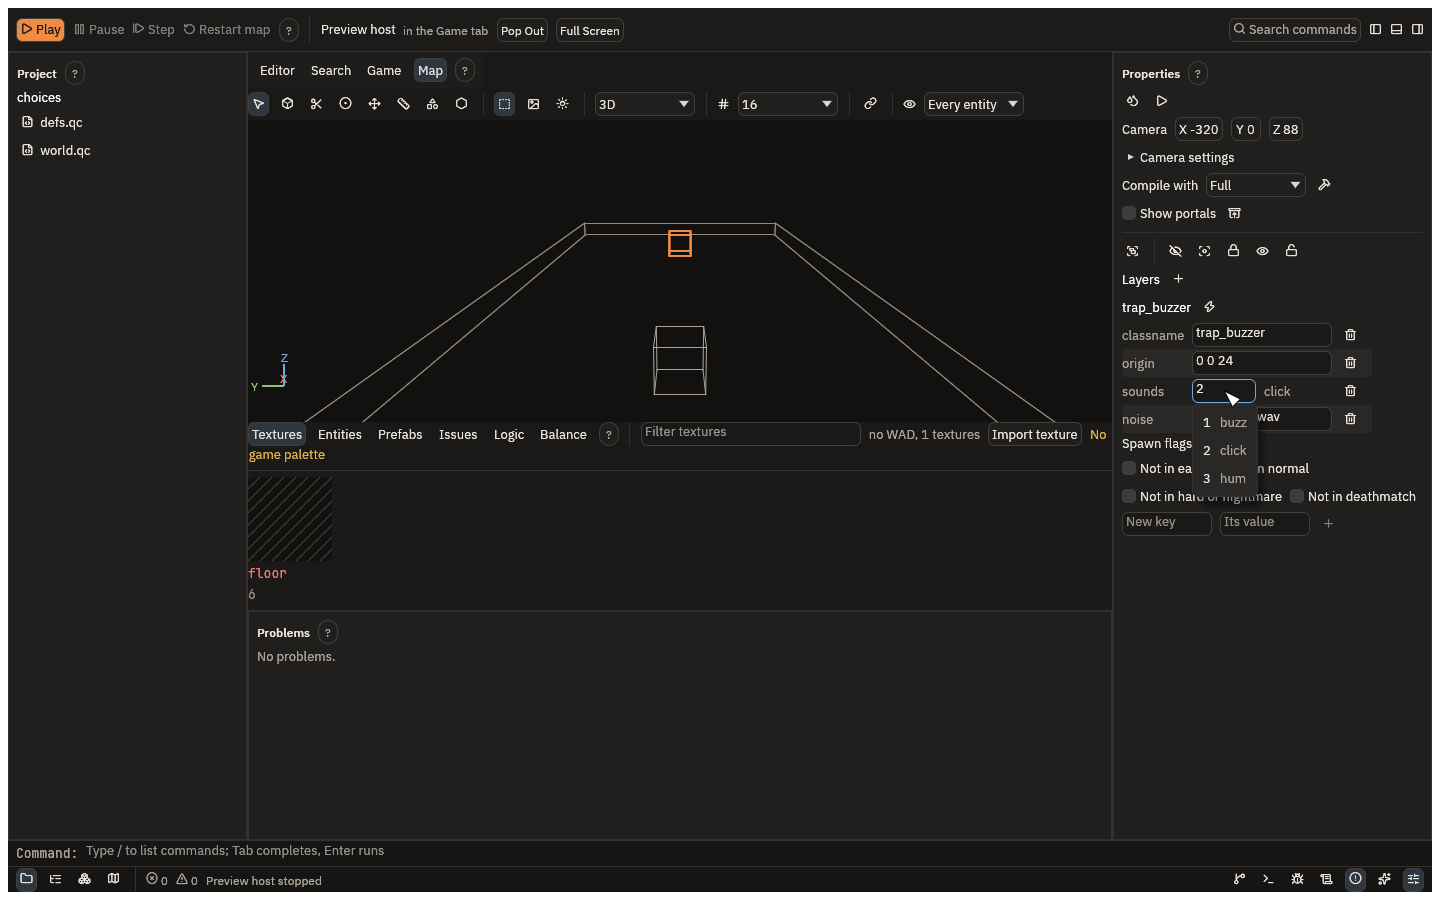 Play Pause Step Restart map ? Preview host in the Game tab Pop Out Full Screen Search commands
Project ?
choices
defs.qc
world.qc
Editor Search Game Map ?
3D # 16 Every entity
Z
Y X
Textures Entities Prefabs Issues Logic Balance ? Filter textures no WAD, 1 textures Import texture No
game palette
floor
6
Problems ?
No problems.
Properties ?
Camera X -320 Y 0 Z 88
Camera settings
Compile with Full
Show portals
Layers +
trap_buzzer
classname trap_buzzer
origin 0 0 24
sounds 2 click
noise wav
1 buzz
2 click
3 hum
Spawn flags
Not in ea n normal
Not in hard or nightmare Not in deathmatch
New key Its value +
Command: Type / to list commands; Tab completes, Enter runs
0 0 Preview host stopped